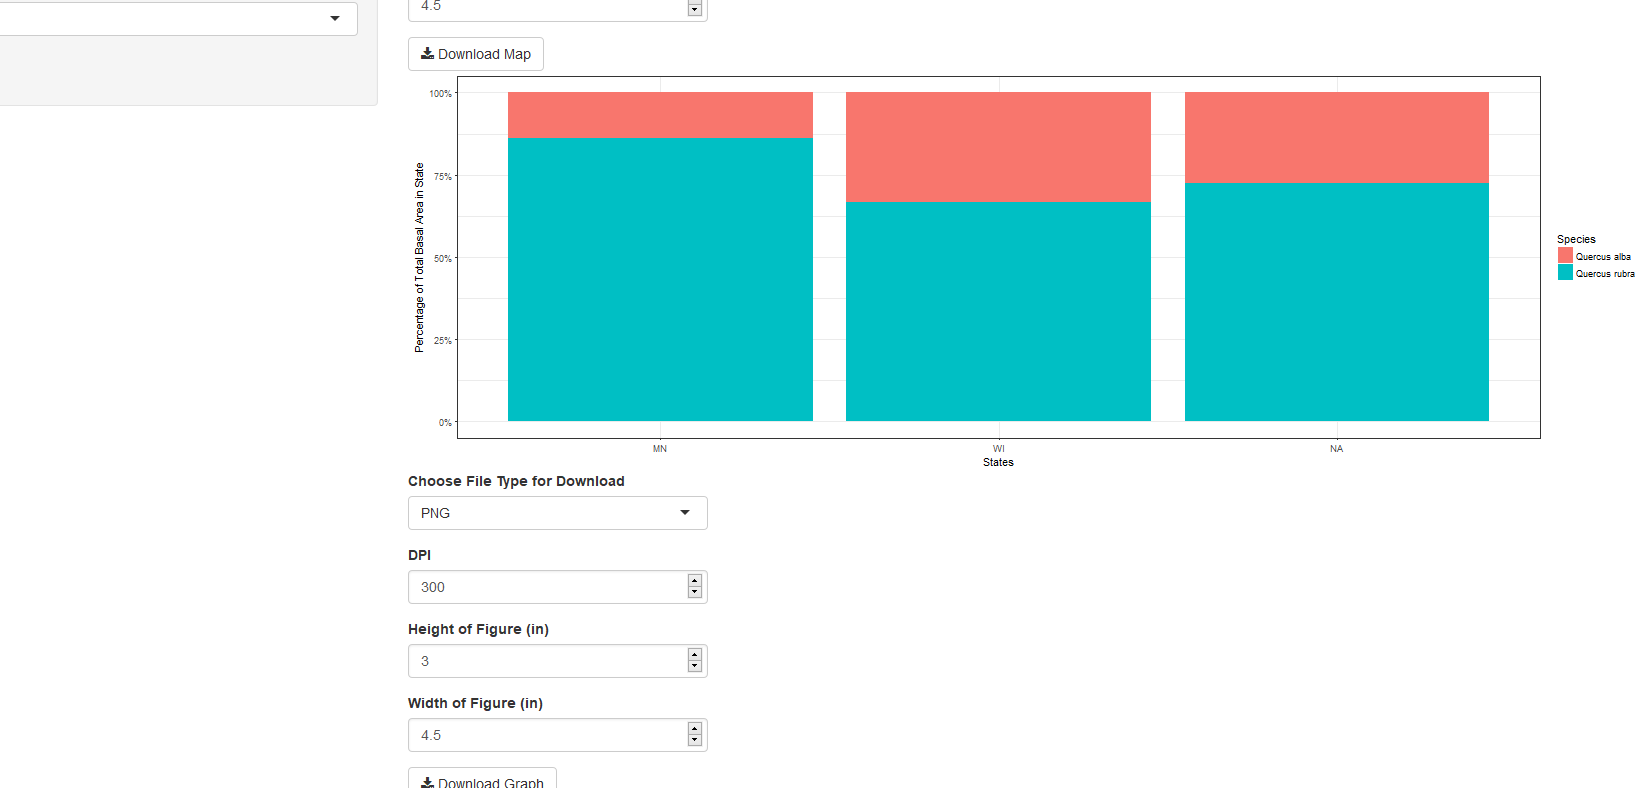 4.5
Download Map
100%
75%
50%
25%
0%
Percentage of Total Basal Area in State
MN
WI
NA
States
Species
Quercus alba
Quercus rubra
Choose File Type for Download
PNG
DPI
300
Height of Figure (in)
3
Width of Figure (in)
4.5
Download Graph